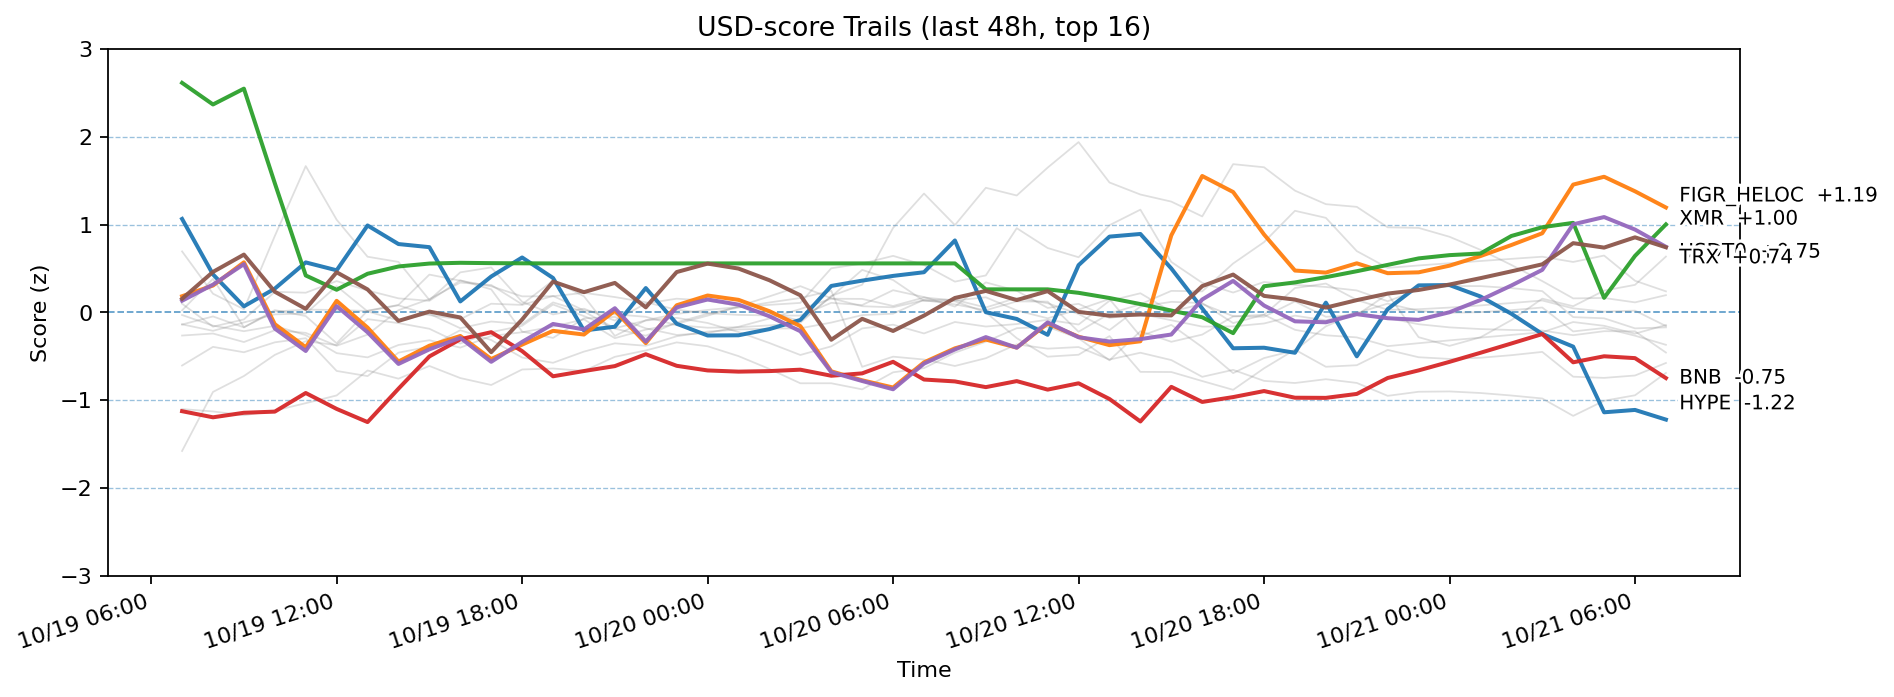 USD-score Trails (last 48h, top 16)
Score (z)
3
2
1
0
−1
−2
−3
FIGR_HELOC +1.19
XMR +1.00
TRX +0.74
BNB -0.75
HYPE -1.22
10/19 06:00
10/19 12:00
10/19 18:00
10/20 00:00
10/20 06:00
10/20 12:00
10/20 18:00
10/21 00:00
10/21 06:00
Time